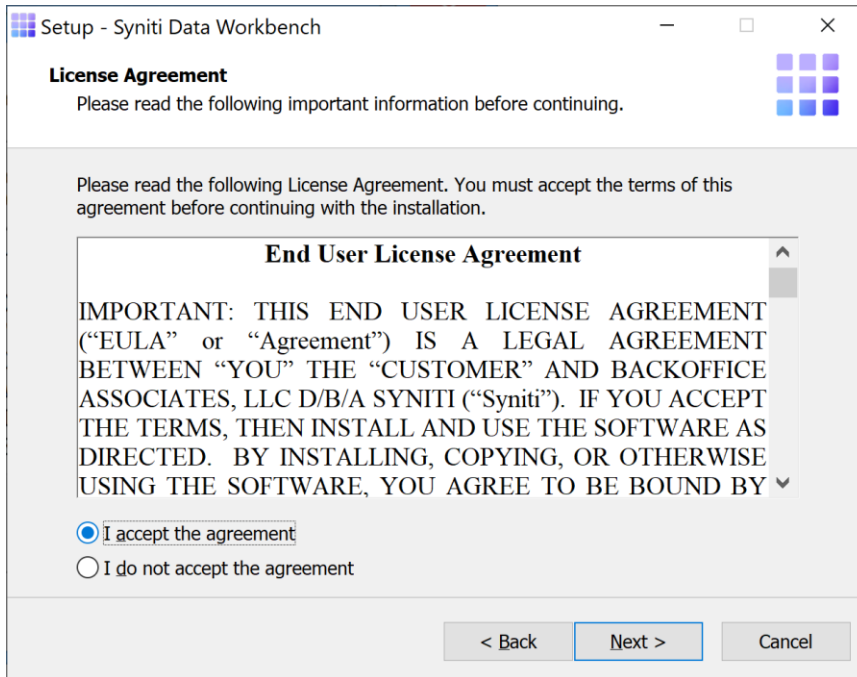 Setup - Syniti Data Workbench
License Agreement
Please read the following important information before continuing.
Please read the following License Agreement. You must accept the terms of this
agreement before continuing with the installation.
End User License Agreement
IMPORTANT: THIS END USER LICENSE AGREEMENT
(“EULA” or “Agreement”) IS A LEGAL AGREEMENT
BETWEEN “YOU” THE “CUSTOMER” AND BACKOFFICE
ASSOCIATES, LLC D/B/A SYNITI (“Syniti”).  IF YOU ACCEPT
THE TERMS, THEN INSTALL AND USE THE SOFTWARE AS
DIRECTED.  BY INSTALLING, COPYING, OR OTHERWISE
USING THE SOFTWARE, YOU AGREE TO BE BOUND BY
I accept the agreement
I do not accept the agreement
< Back Next > Cancel